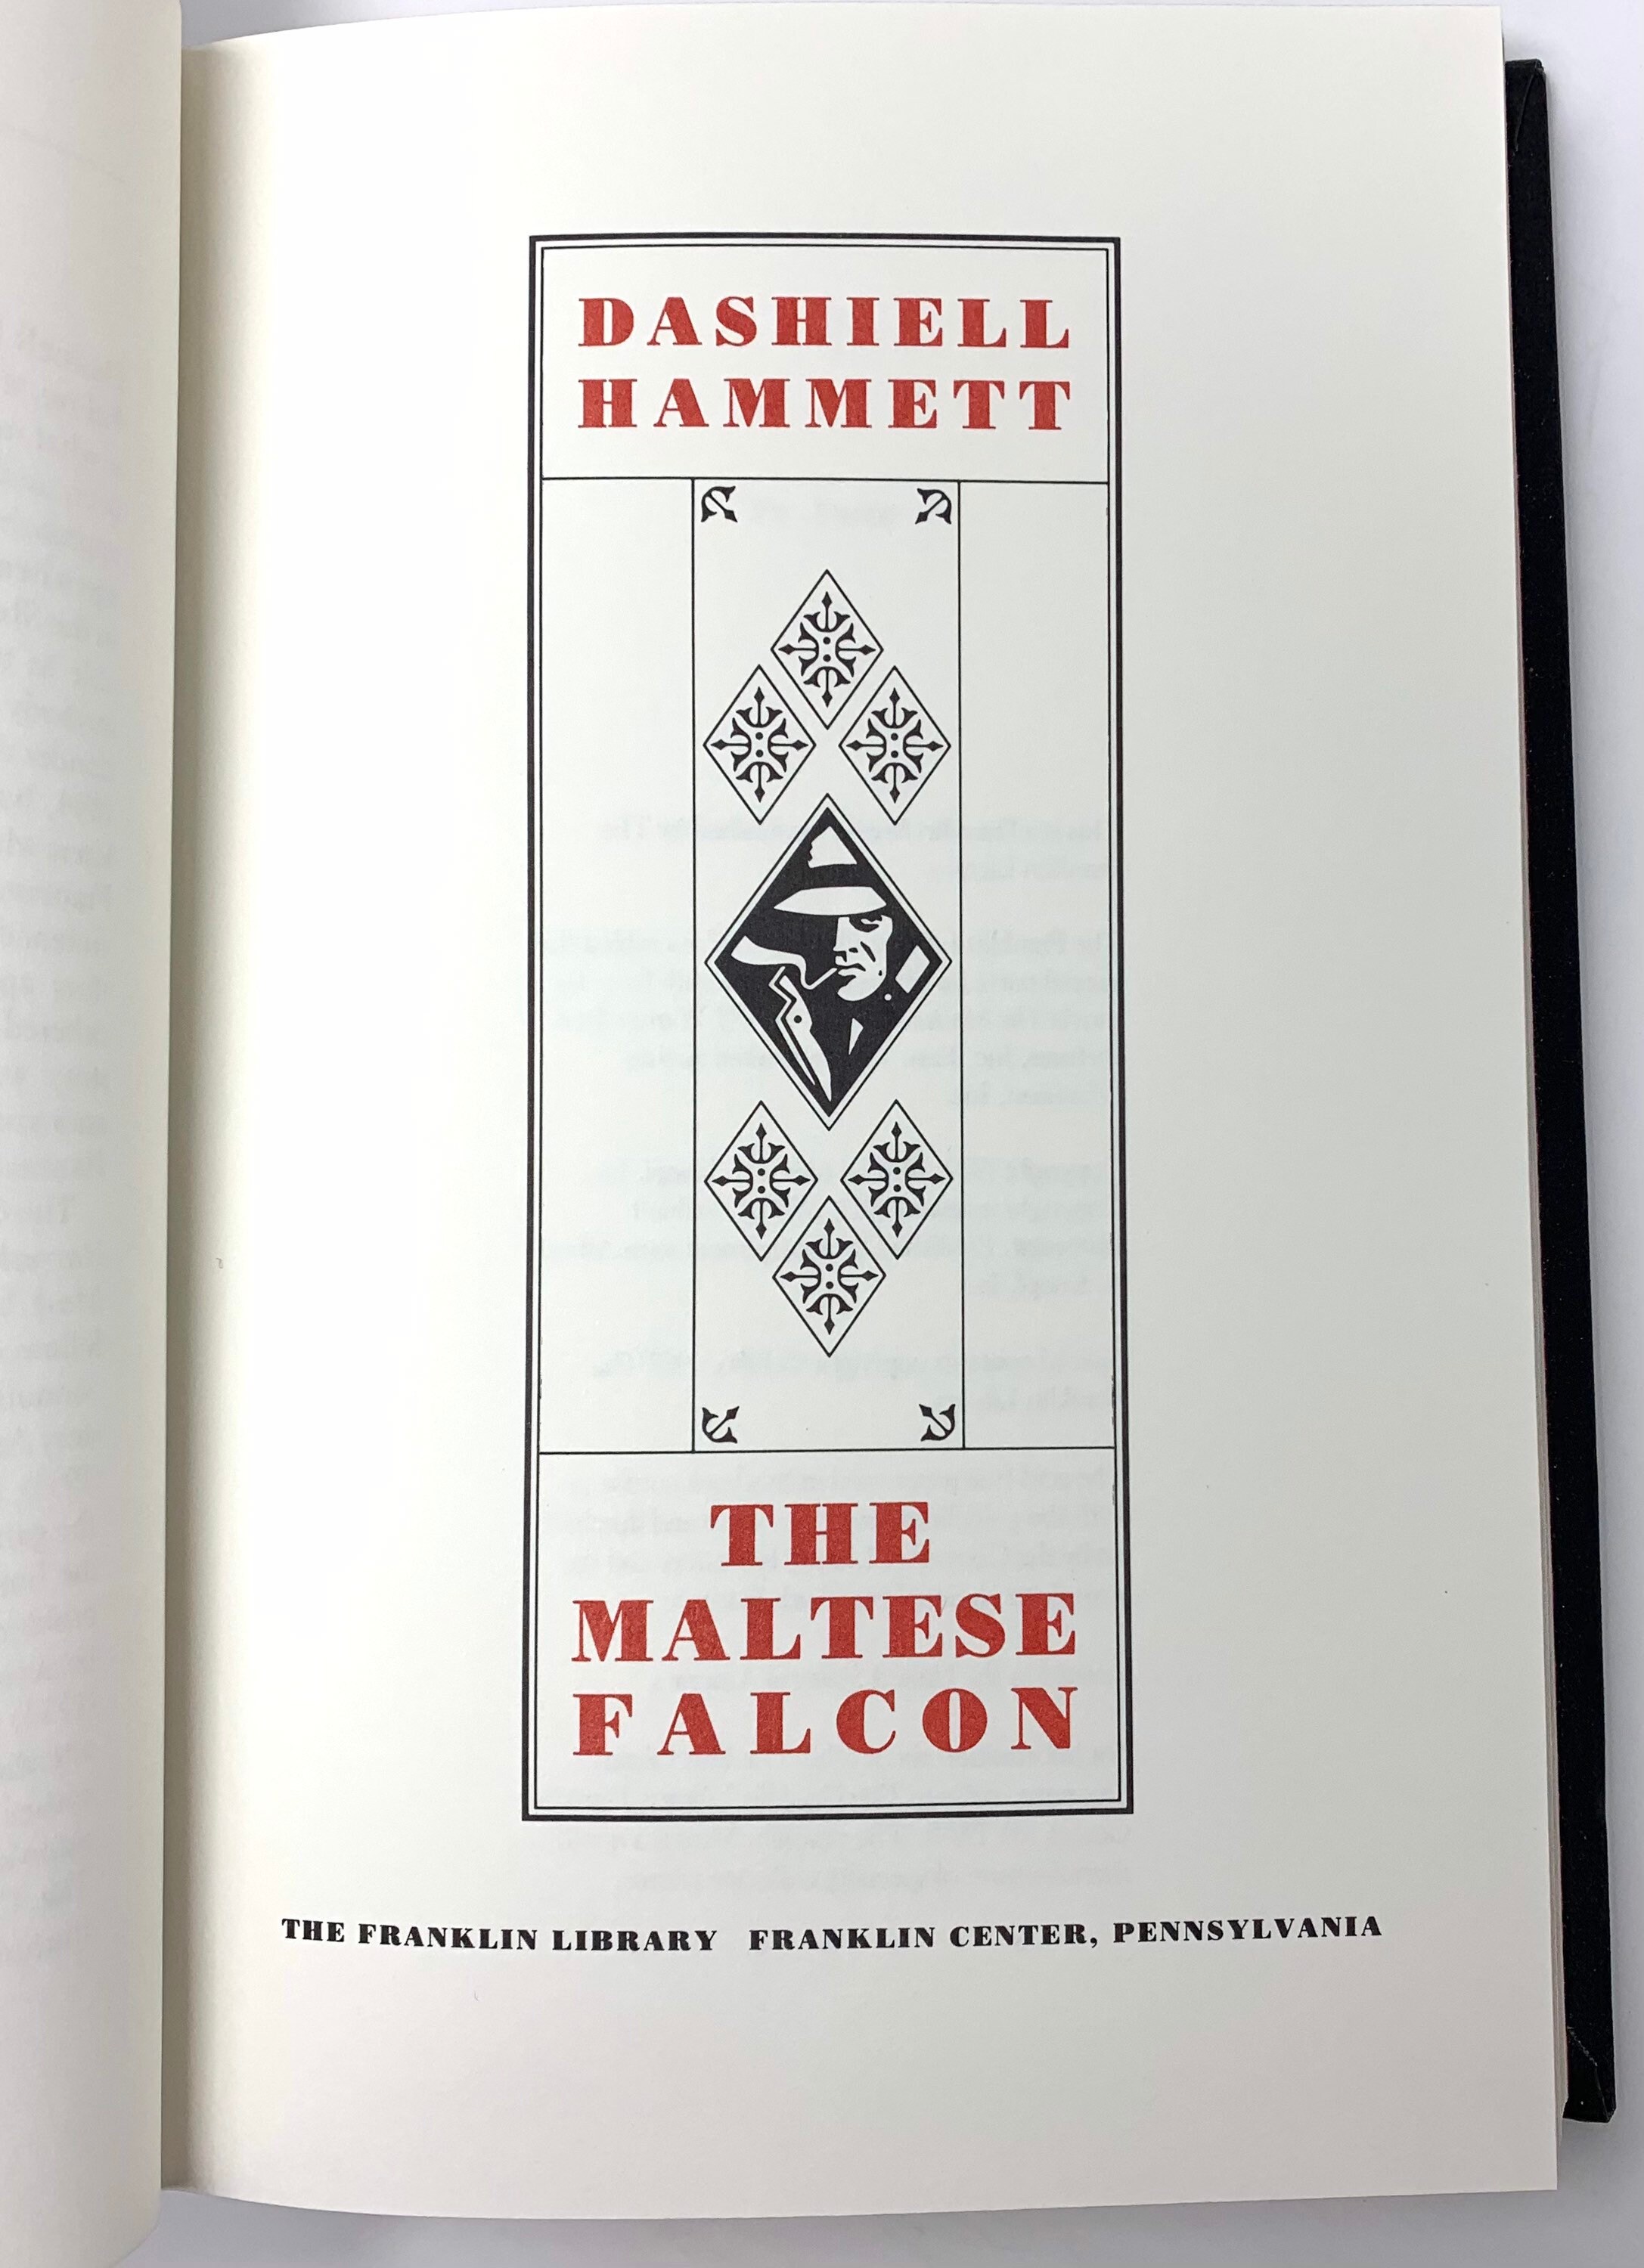 DASHIELL
HAMMETT
THE
MALTESE
FALCON
THE FRANKLIN LIBRARY FRANKLIN CENTER, PENNSYLVANIA